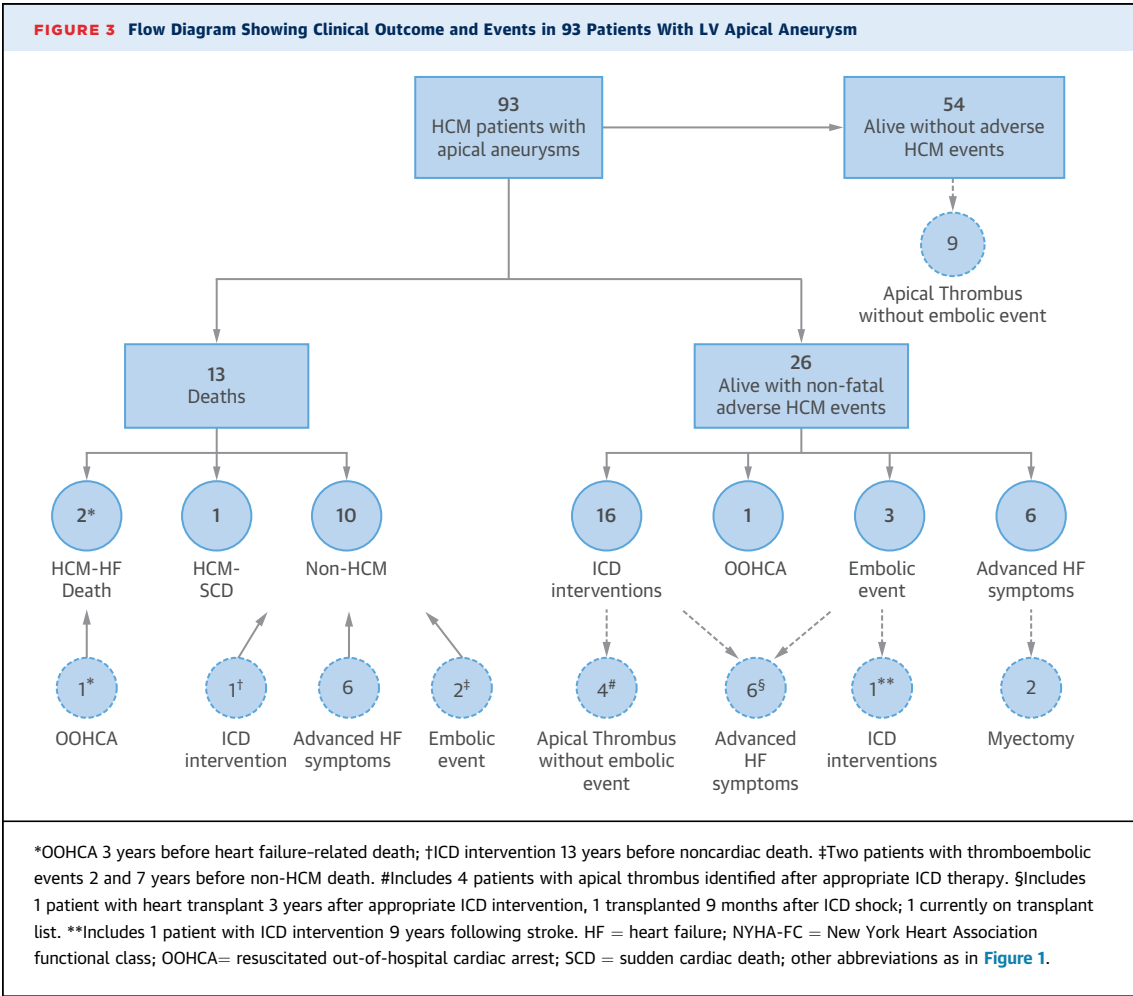 FIGURE 3 Flow Diagram Showing Clinical Outcome and Events in 93 Patients With LV Apical Aneurysm
93
HCM patients with
apical aneurysms
54
Alive without adverse
HCM events
9
Apical Thrombus
without embolic event
13
Deaths
26
Alive with non-fatal
adverse HCM events
2*
HCM-HF
Death
1
HCM-
SCD
10
Non-HCM
16
ICD
interventions
1
OOHCA
3
Embolic
event
6
Advanced HF
symptoms
1*
OOHCA
1†
ICD
intervention
6
Advanced HF
symptoms
2‡
Embolic
event
4#
Apical Thrombus
without embolic
event
6§
Advanced
HF
symptoms
1**
ICD
interventions
2
Myectomy
*OOHCA 3 years before heart failure–related death; †ICD intervention 13 years before noncardiac death. ‡Two patients with thromboembolic
events 2 and 7 years before non-HCM death. #Includes 4 patients with apical thrombus identified after appropriate ICD therapy. §Includes
1 patient with heart transplant 3 years after appropriate ICD intervention, 1 transplanted 9 months after ICD shock; 1 currently on transplant
list. **Includes 1 patient with ICD intervention 9 years following stroke. HF = heart failure; NYHA-FC = New York Heart Association
functional class; OOHCA= resuscitated out-of-hospital cardiac arrest; SCD = sudden cardiac death; other abbreviations as in Figure 1.